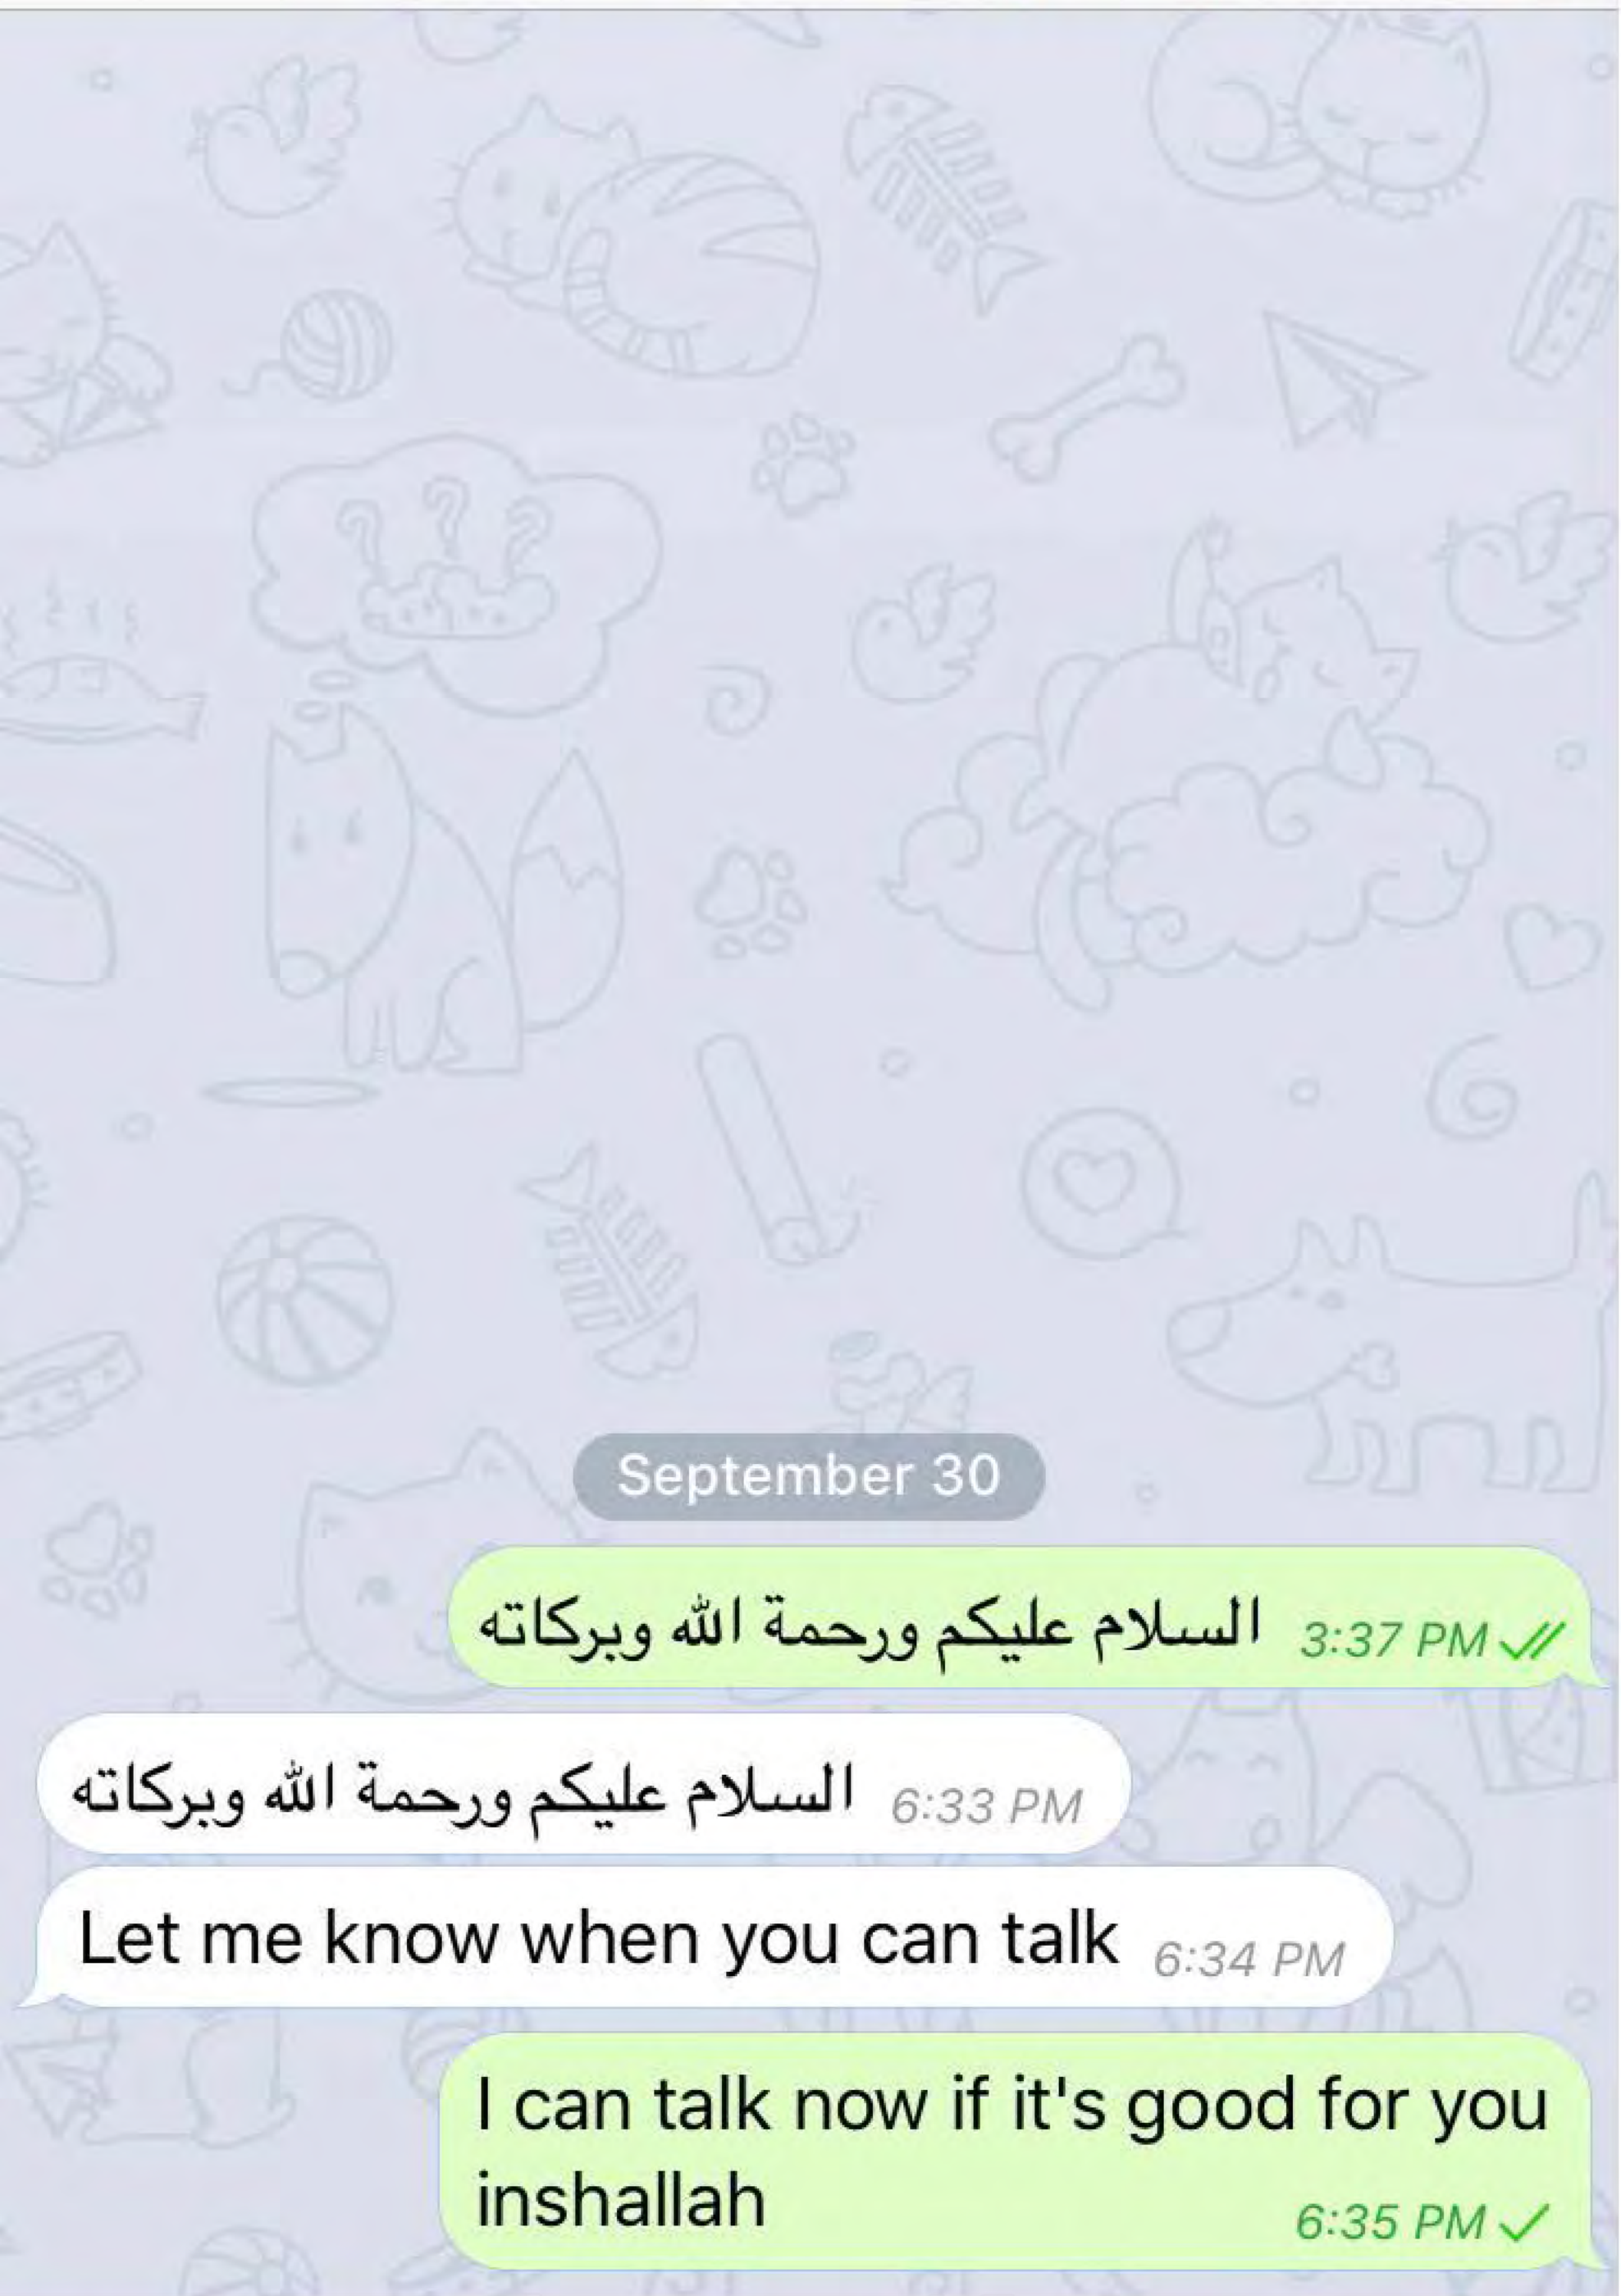 September 30
السلام عليكم ورحمة الله وبركاته 3:37 PM
السلام عليكم ورحمة الله وبركاته 6:33 PM
Let me know when you can talk 6:34 PM
I can talk now if it's good for you
inshallah 6:35 PM